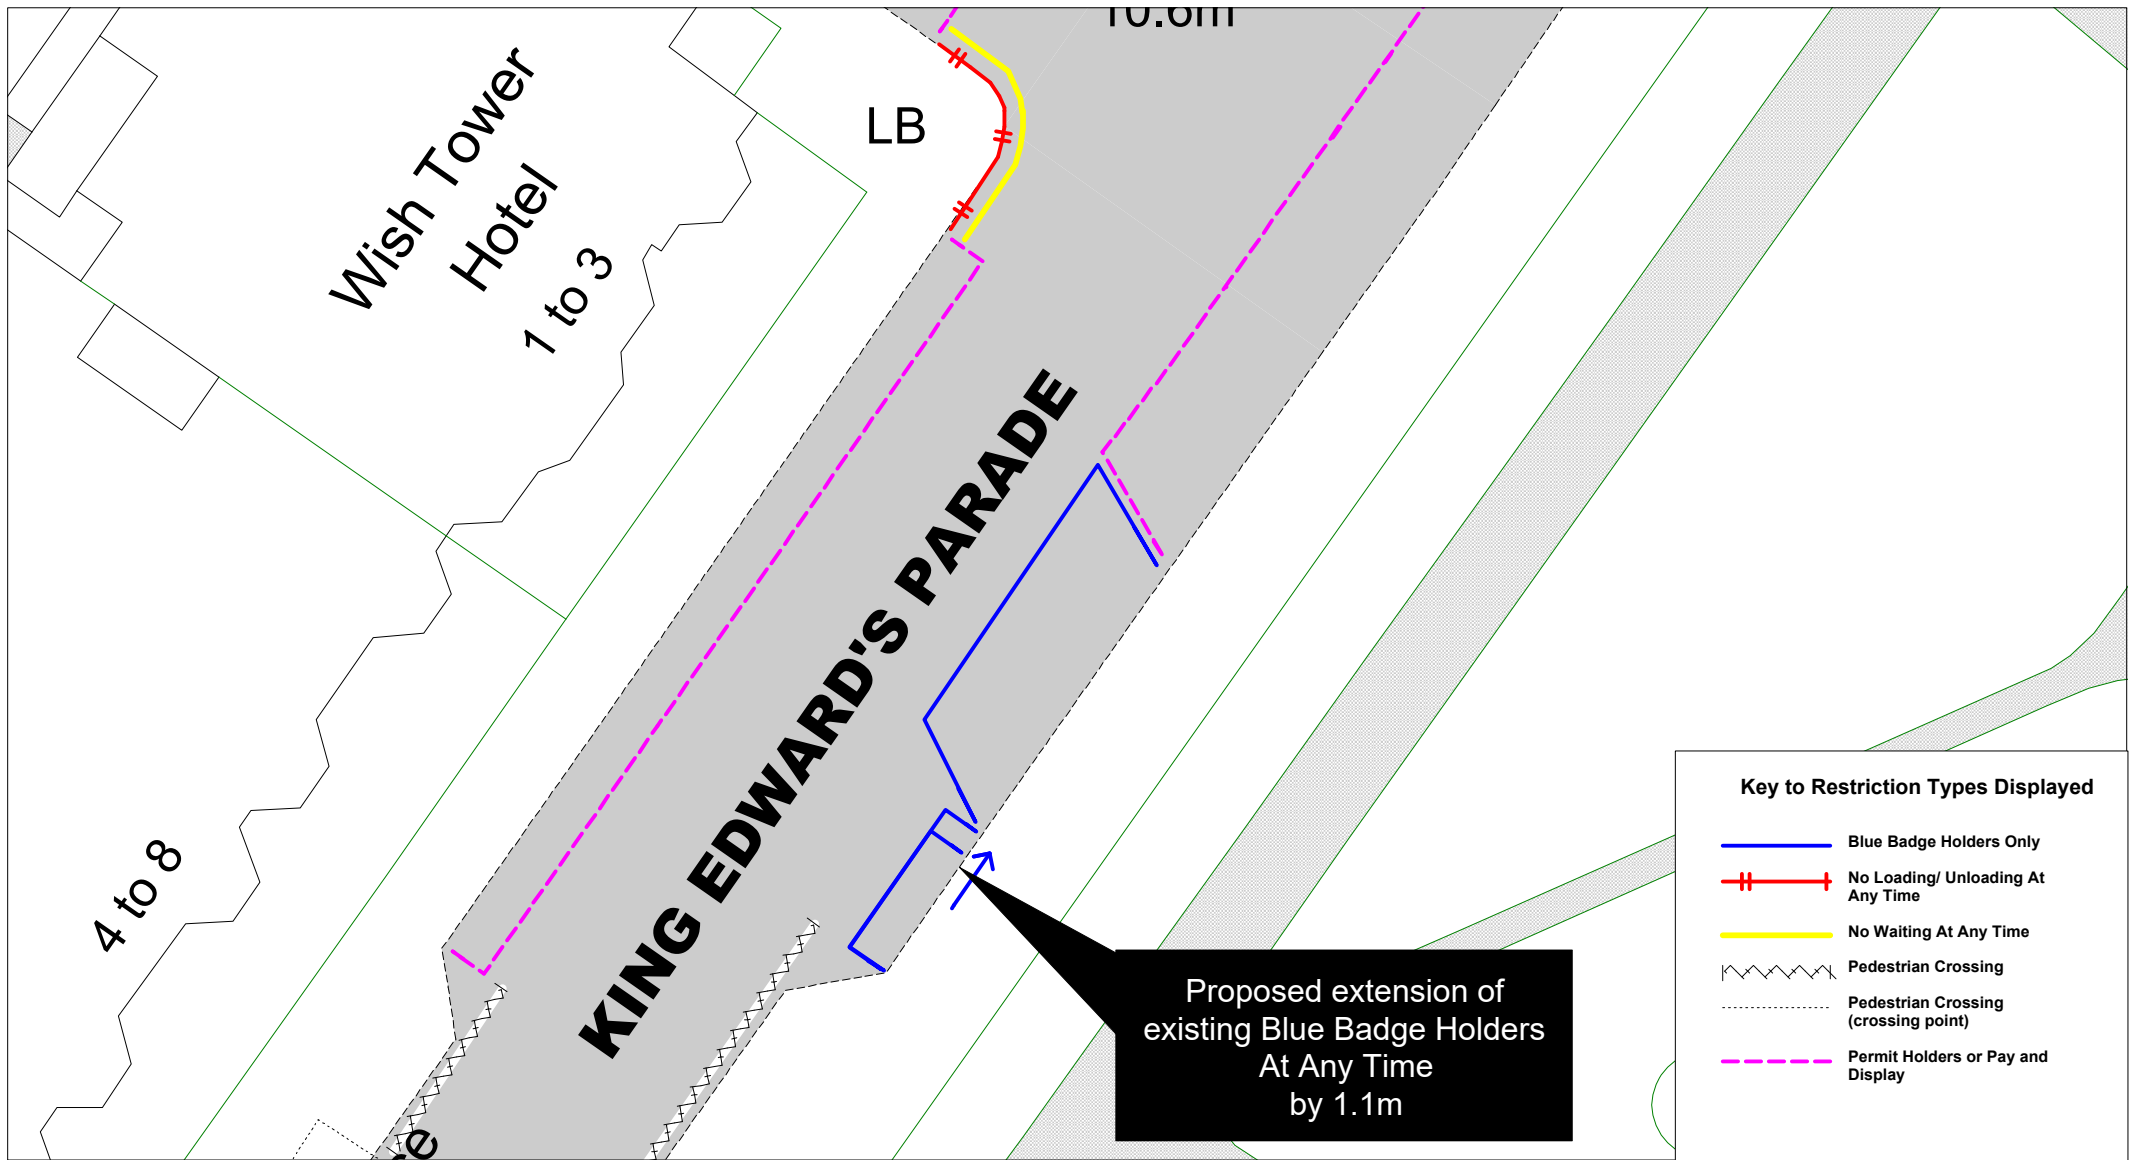 10.6m
LB
Wish Tower
Hotel
1 to 3
KING EDWARD'S PARADE
4 to 8
Proposed extension of
existing Blue Badge Holders
At Any Time
by 1.1m
Key to Restriction Types Displayed
Blue Badge Holders Only
No Loading/ Unloading At
Any Time
No Waiting At Any Time
Pedestrian Crossing
Pedestrian Crossing
(crossing point)
Permit Holders or Pay and
Display